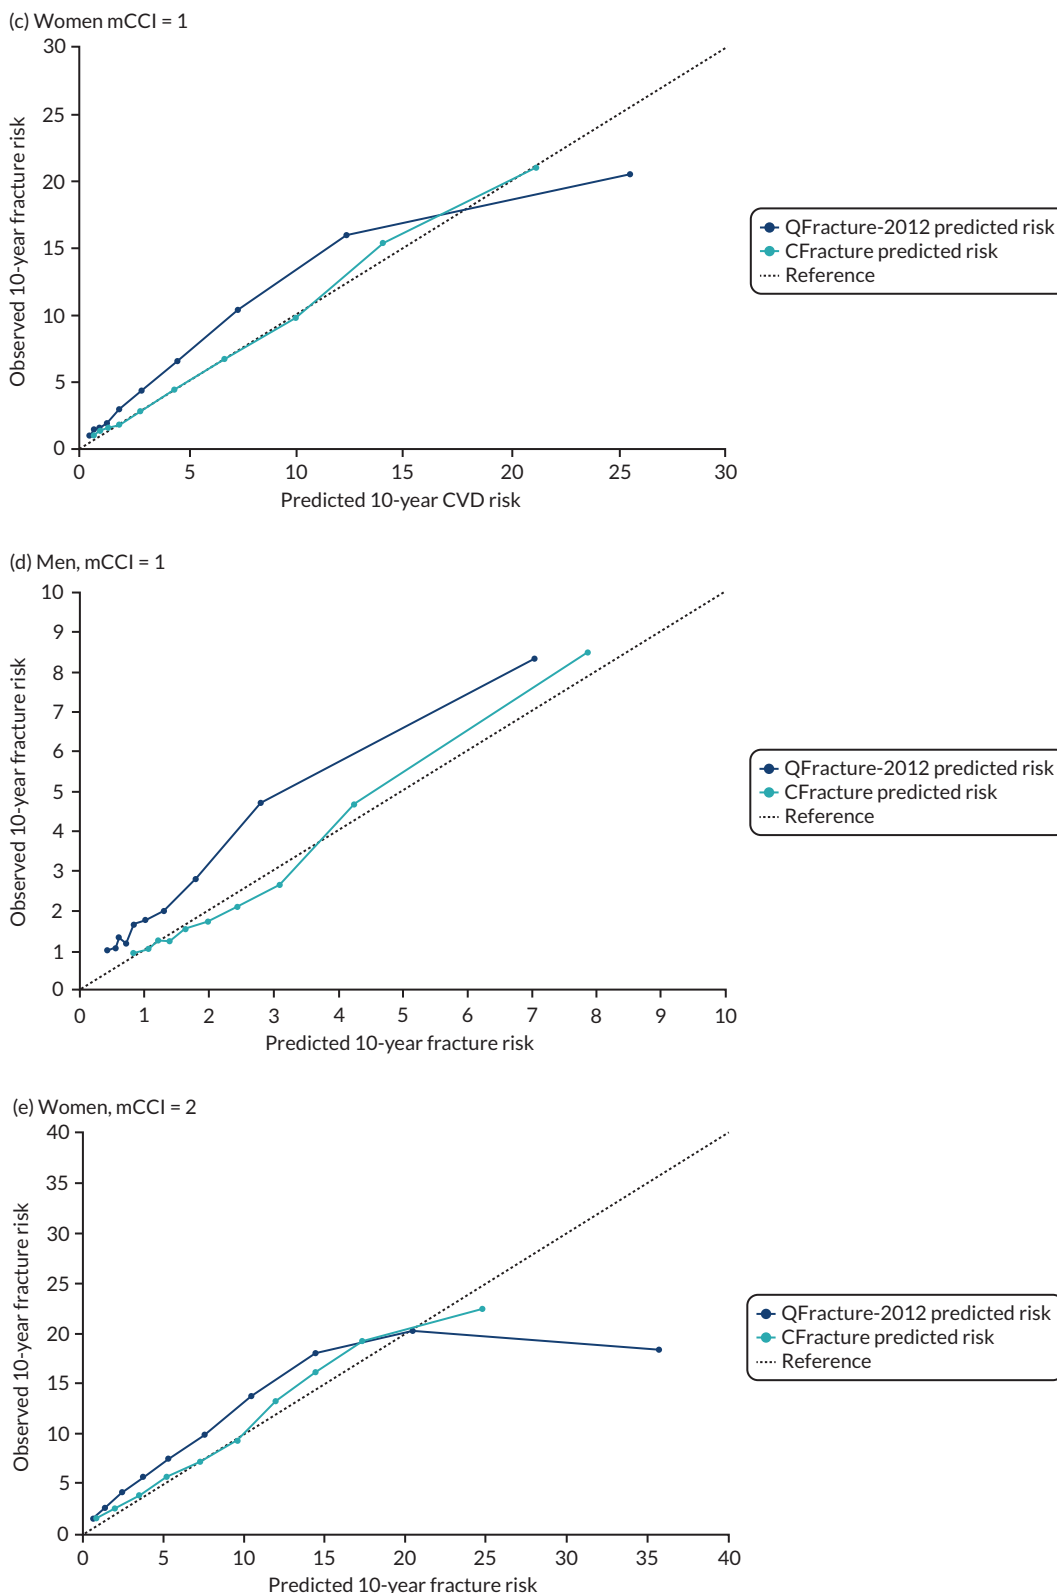 (c) Women mCCI = 1
30
25
20
15
10
5
0
Observed 10-year fracture risk
0 5 10 15 20 25 30
Predicted 10-year CVD risk
QFracture-2012 predicted risk
CFracture predicted risk
Reference
(d) Men, mCCI = 1
10
9
8
7
6
5
4
3
2
1
0
Observed 10-year fracture risk
0 1 2 3 4 5 6 7 8 9 10
Predicted 10-year fracture risk
QFracture-2012 predicted risk
CFracture predicted risk
Reference
(e) Women, mCCI = 2
40
35
30
25
20
15
10
5
0
Observed 10-year fracture risk
0 5 10 15 20 25 30 35 40
Predicted 10-year fracture risk
QFracture-2012 predicted risk
CFracture predicted risk
Reference